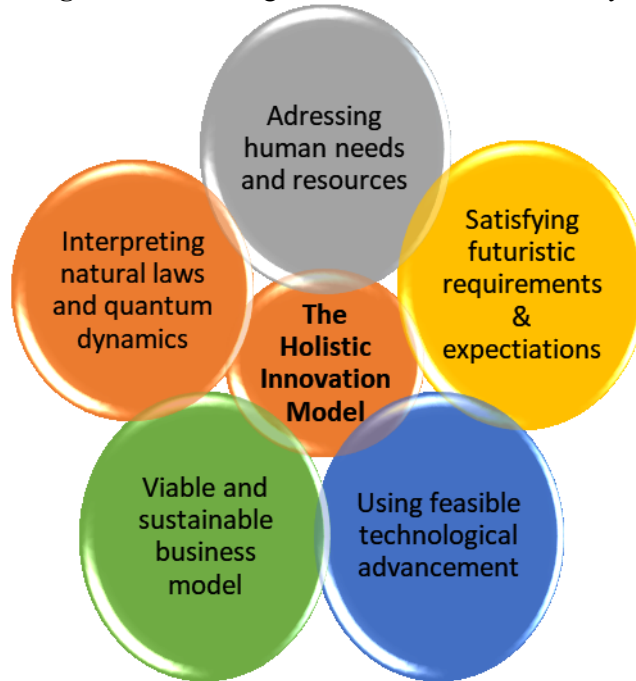 Adressing
human needs
and resources
Satisfying
futuristic
requirements
&
expectiations
Interpreting
natural laws
and quantum
dynamics
The
Holistic
Innovation
Model
Viable and
sustainable
business
model
Using feasible
technological
advancement